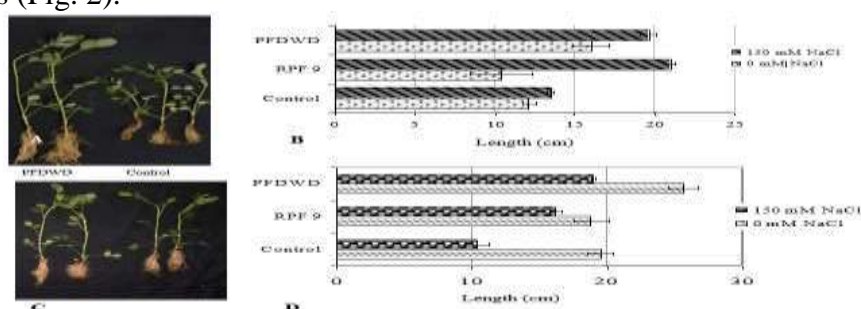 s (Fig. 2).
PFDWD
RPF 9
Control
0 5 10 15 20 25
Length (cm)
150 mM NaCl
0 mM NaCl
B
PFDWD Control
PFDWD
RPF 9
Control
0 10 20 30
Length (cm)
150 mM NaCl
0 mM NaCl
C
D